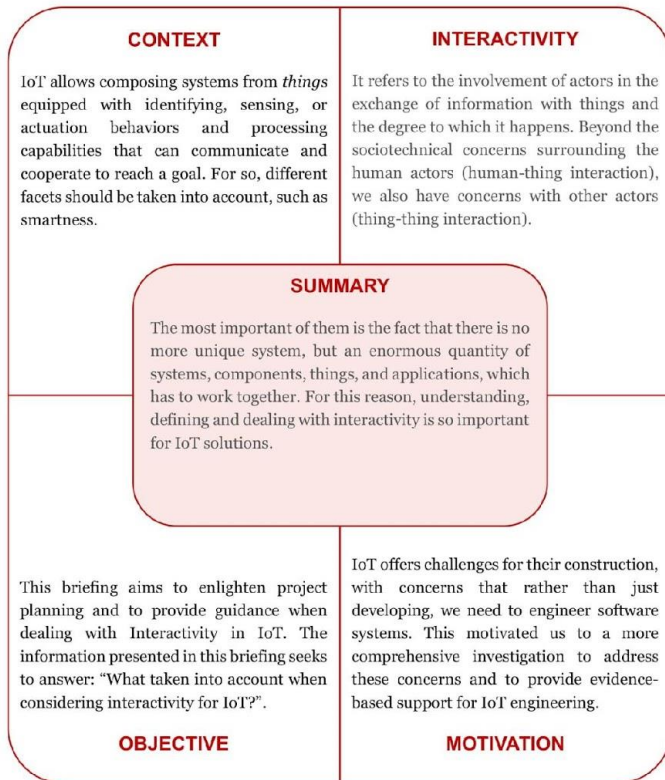 CONTEXT
IoT allows composing systems from things
equipped with identifying, sensing, or
actuation behaviors and processing
capabilities that can communicate and
cooperate to reach a goal. For so, different
facets should be taken into account, such as
smartness.
INTERACTIVITY
It refers to the involvement of actors in the
exchange of information with things and
the degree to which it happens. Beyond the
sociotechnical concerns surrounding the
human actors (human-thing interaction),
we also have concerns with other actors
(thing-thing interaction).
SUMMARY
The most important of them is the fact that there is no
more unique system, but an enormous quantity of
systems, components, things, and applications, which
has to work together. For this reason, understanding,
defining and dealing with interactivity is so important
for IoT solutions.
This briefing aims to enlighten project
planning and to provide guidance when
dealing with Interactivity in IoT. The
information presented in this briefing seeks
to answer: “What taken into account when
considering interactivity for IoT?”.
OBJECTIVE
IoT offers challenges for their construction,
with concerns that rather than just
developing, we need to engineer software
systems. This motivated us to a more
comprehensive investigation to address
these concerns and to provide evidence-
based support for IoT engineering.
MOTIVATION